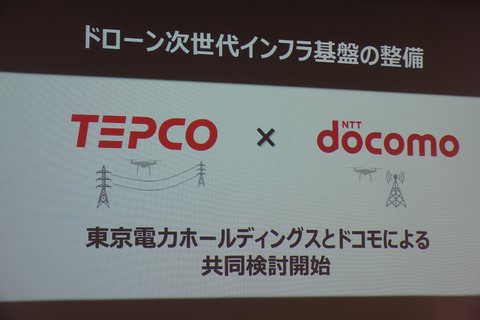 ドローン次世代インフラ基盤の整備
TEPCO × NTT docomo
東京電力ホールディングスとドコモによる
共同検討開始